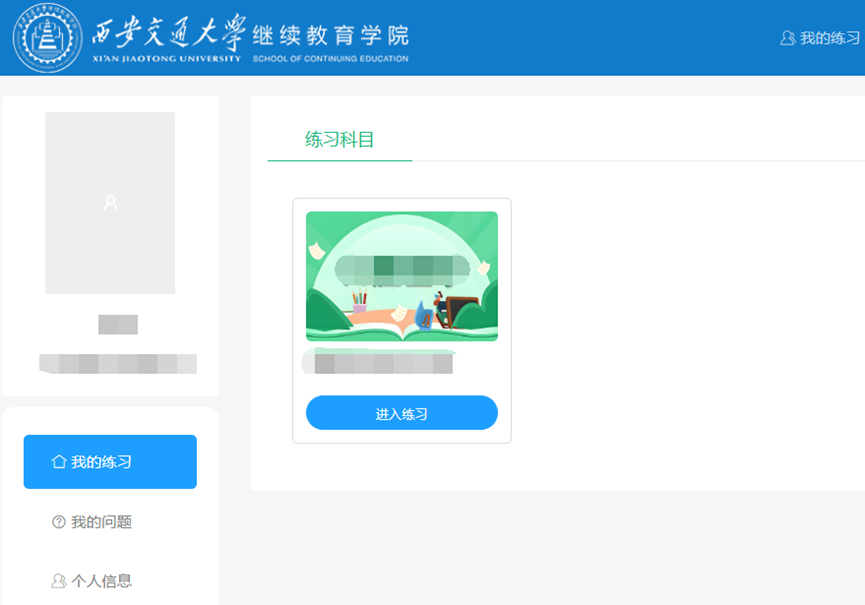 西安交通大学
XI'AN JIAOTONG UNIVERSITY
继续教育学院
SCHOOL OF CONTINUING EDUCATION
我的练习
练习科目
进入练习
我的练习
我的问题
个人信息